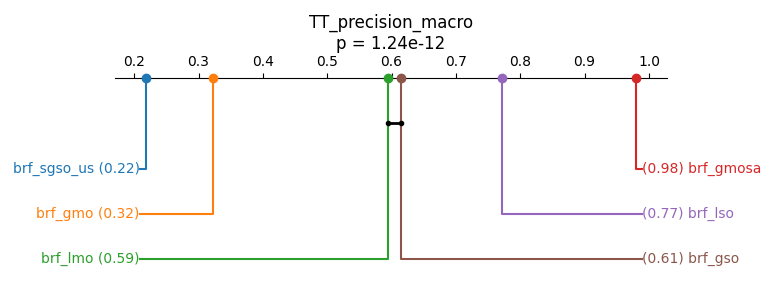 TT_precision_macro
p = 1.24e-12
0.2 0.3 0.4 0.5 0.6 0.7 0.8 0.9 1.0
brf_sgso_us (0.22) (0.98) brf_gmosa
brf_gmo (0.32) (0.77) brf_lso
brf_lmo (0.59) (0.61) brf_gso